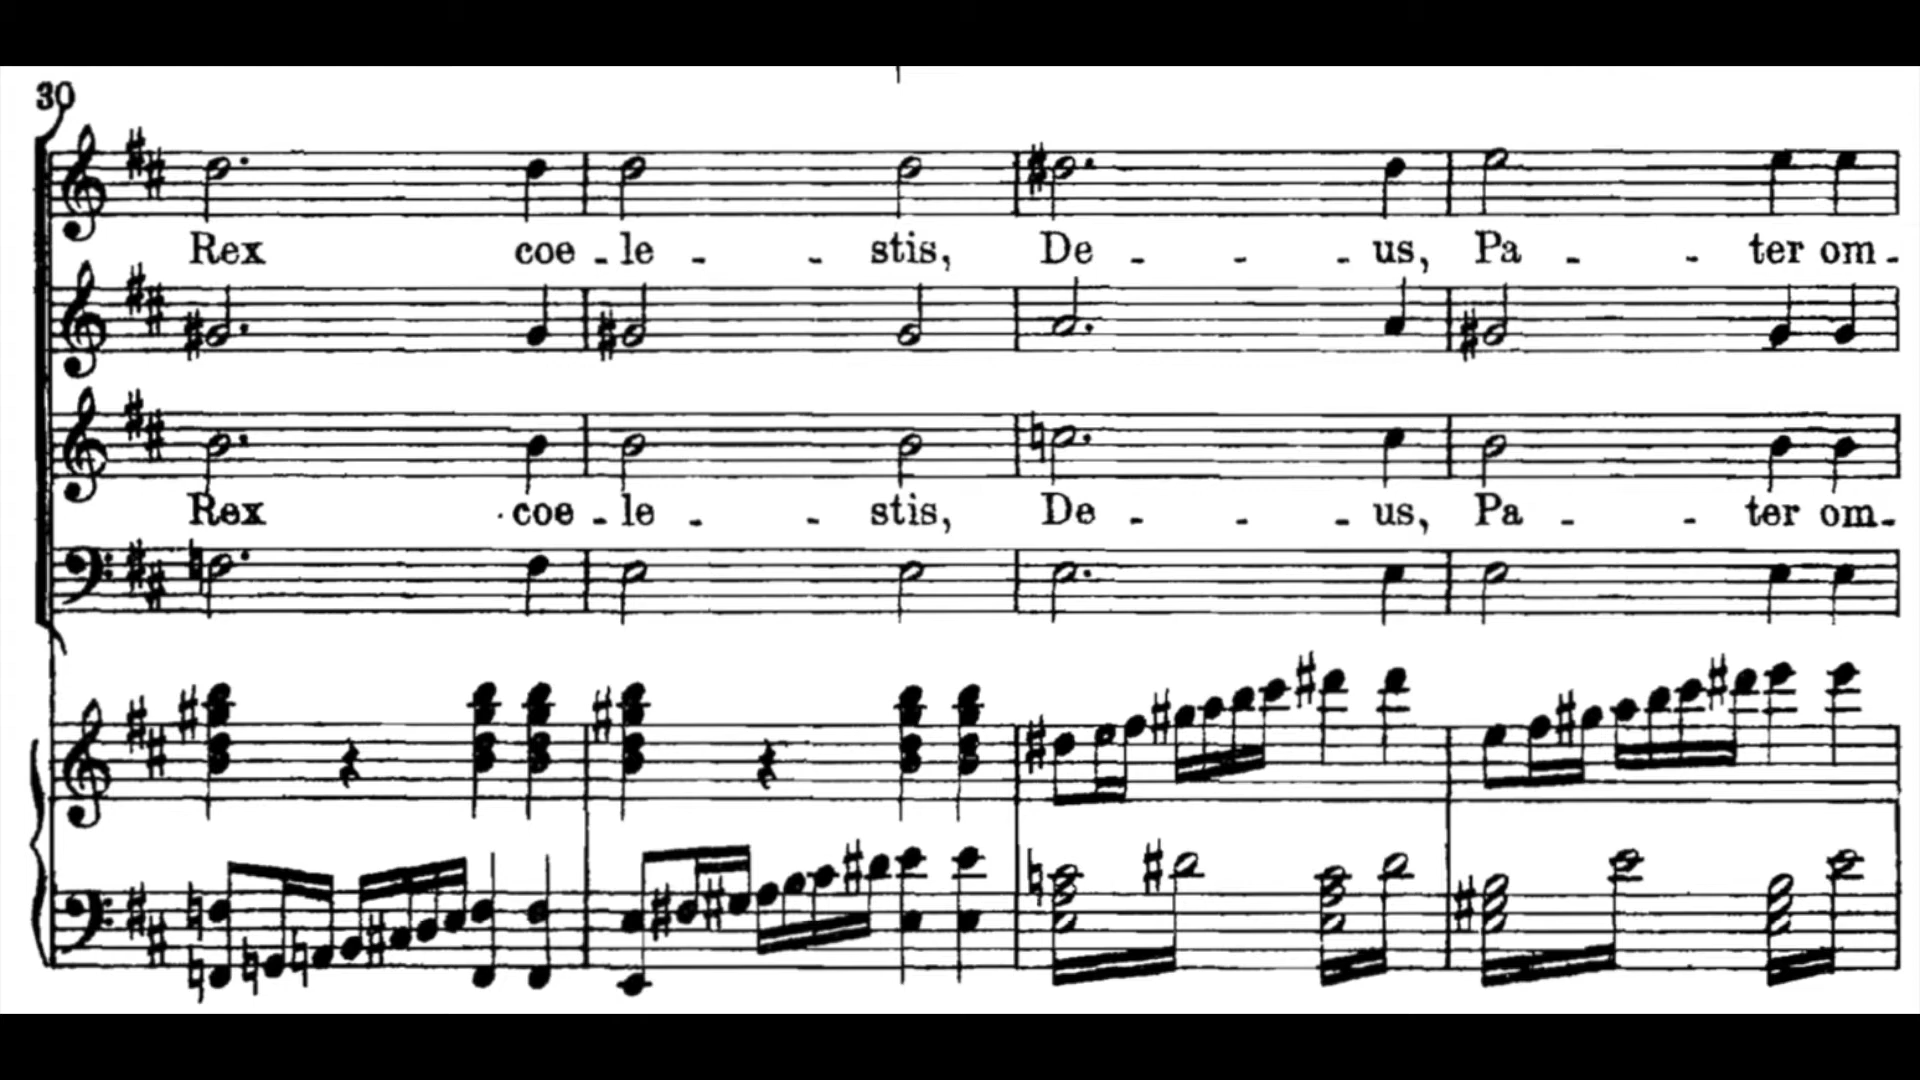 30
Rex coe - le - - stis, De - - - us, Pa - - ter om-
Rex coe - le - - stis, De - - - us, Pa - - ter om-